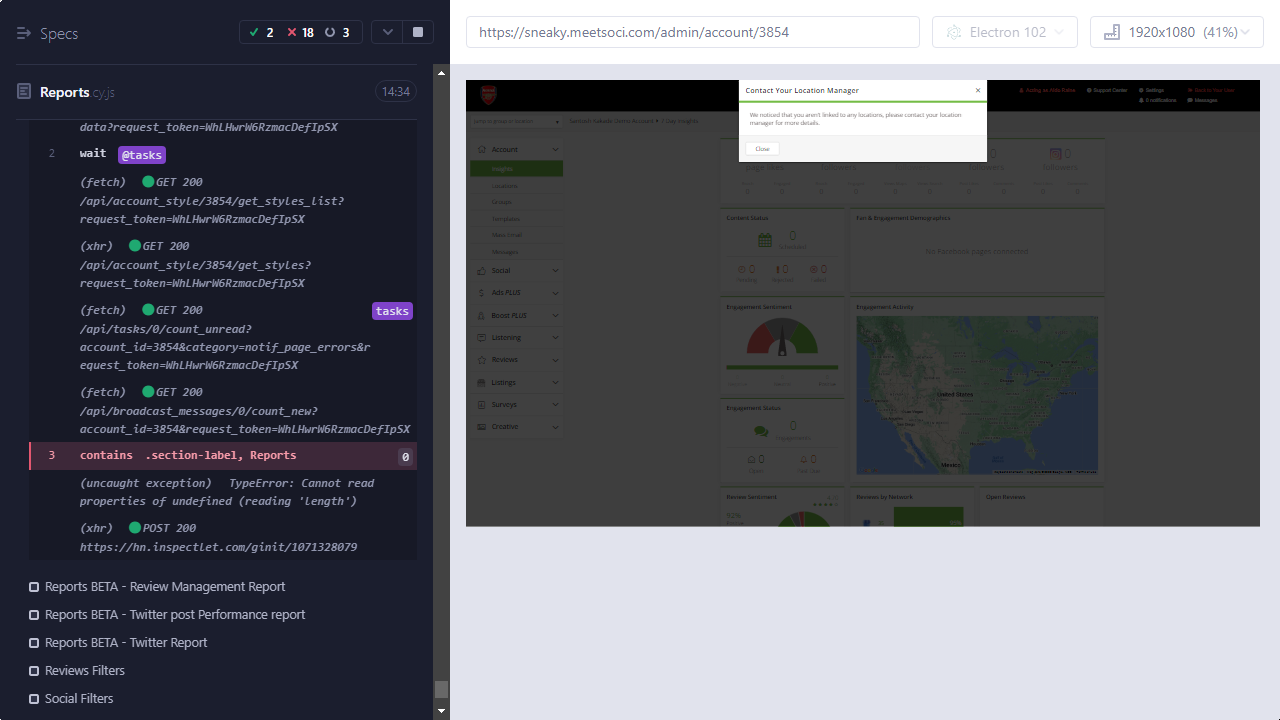 Specs
2
18
3
https://sneaky.meetsoci.com/admin/account/3854
Electron 102
1920x1080 (41%)
Reports.cy.js
14:34
request_token=WhLHwrW6RzmacDefIpSX
2 wait @tasks
(fetch) GET 200
/api/account_style/3854/get_styles_list?
request_token=WhLHwrW6RzmacDefIpSX
(xhr) GET 200
/api/account_style/3854/get_styles?
request_token=WhLHwrW6RzmacDefIpSX
(fetch) GET 200 tasks
/api/tasks/0/count_unread?
account_id=3854&category=notif_page_errors&r
equest_token=WhLHwrW6RzmacDefIpSX
(fetch) GET 200
/api/broadcast_messages/0/count_new?
account_id=3854&request_token=WhLHwrW6RzmacDefIpSX
3 contains .section-label, Reports 0
(uncaught exception) TypeError: Cannot read
properties of undefined (reading 'length')
(xhr) POST 200
https://hn.inspectlet.com/ginit/1071328079
Reports BETA - Review Management Report
Reports BETA - Twitter post Performance report
Reports BETA - Twitter Report
Reviews Filters
Social Filters
Contact Your Location Manager
We noticed that you aren't linked to any locations, please contact your location
manager for more details.
Close
Support Center
Settings
Messages
Account
Insights
Locations
Groups
Templates
Messages
Social
Ads PLUS
Boost PLUS
Listening
Reviews
Listings
Surveys
Creative
Content Status
0
Scheduled
Fan & Engagement Demographics
No Facebook pages connected
Engagement Sentiment
Engagement Activity
United States
Mexico
Engagement Status
0
Review Sentiment
92%
Reviews by Network
Open Reviews